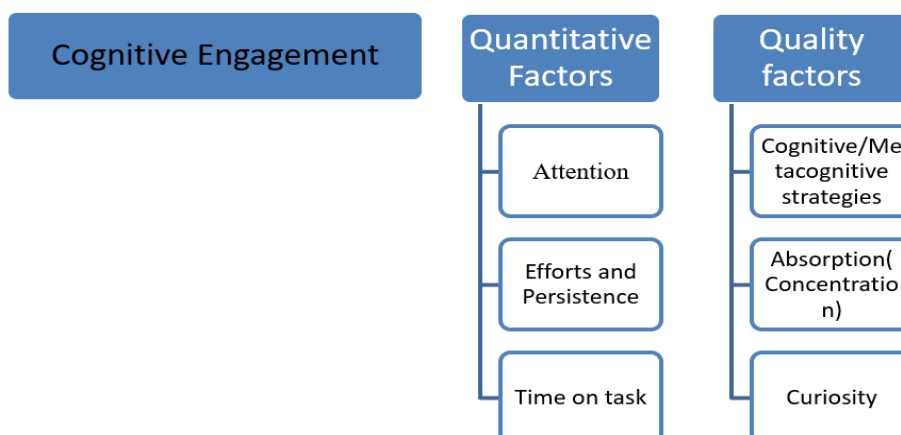 Cognitive Engagement
Quantitative
Factors
Attention
Efforts and
Persistence
Time on task
Quality
factors
Cognitive/Me
tacognitive
strategies
Absorption(
Concentratio
n)
Curiosity